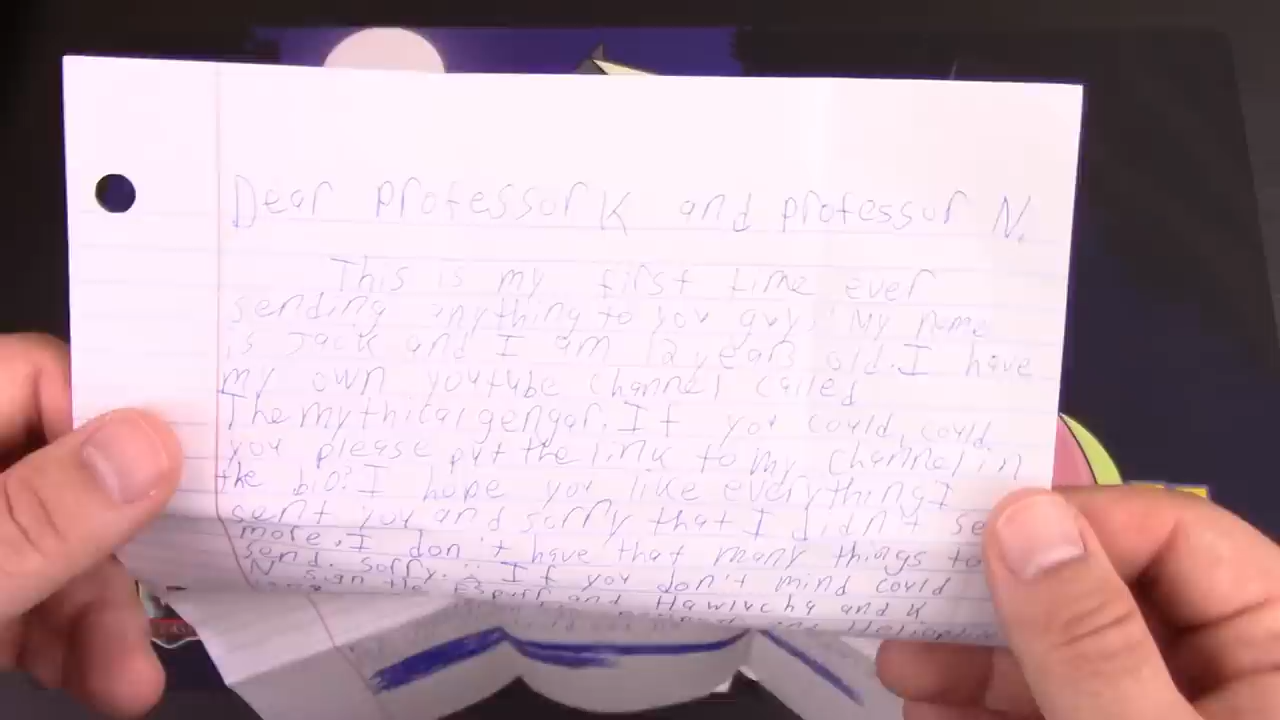 Dear professor K and professor N.
This is my first time ever
sending anything to you guys! My name
is Jack and I am 12 years old. I have
my own youtube channel called
Themythicalgengar. If you could, could
you please put the link to my channel in
the bio? I hope you like everything I
sent you and sorry that I didn't se
more. I don't have that many things to
send. Sorry. If you don't mind could
N sign the Espurr and Hawlucha and K